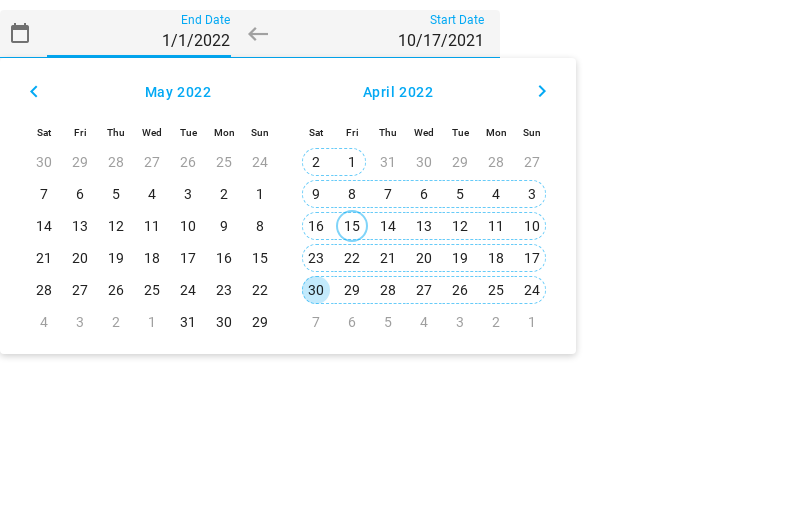 End Date Start Date
1/1/2022 10/17/2021
May 2022 April 2022
Sat Fri Thu Wed Tue Mon Sun Sat Fri Thu Wed Tue Mon Sun
30 29 28 27 26 25 24 2 1 31 30 29 28 27
7 6 5 4 3 2 1 9 8 7 6 5 4 3
14 13 12 11 10 9 8 16 15 14 13 12 11 10
21 20 19 18 17 16 15 23 22 21 20 19 18 17
28 27 26 25 24 23 22 30 29 28 27 26 25 24
4 3 2 1 31 30 29 7 6 5 4 3 2 1